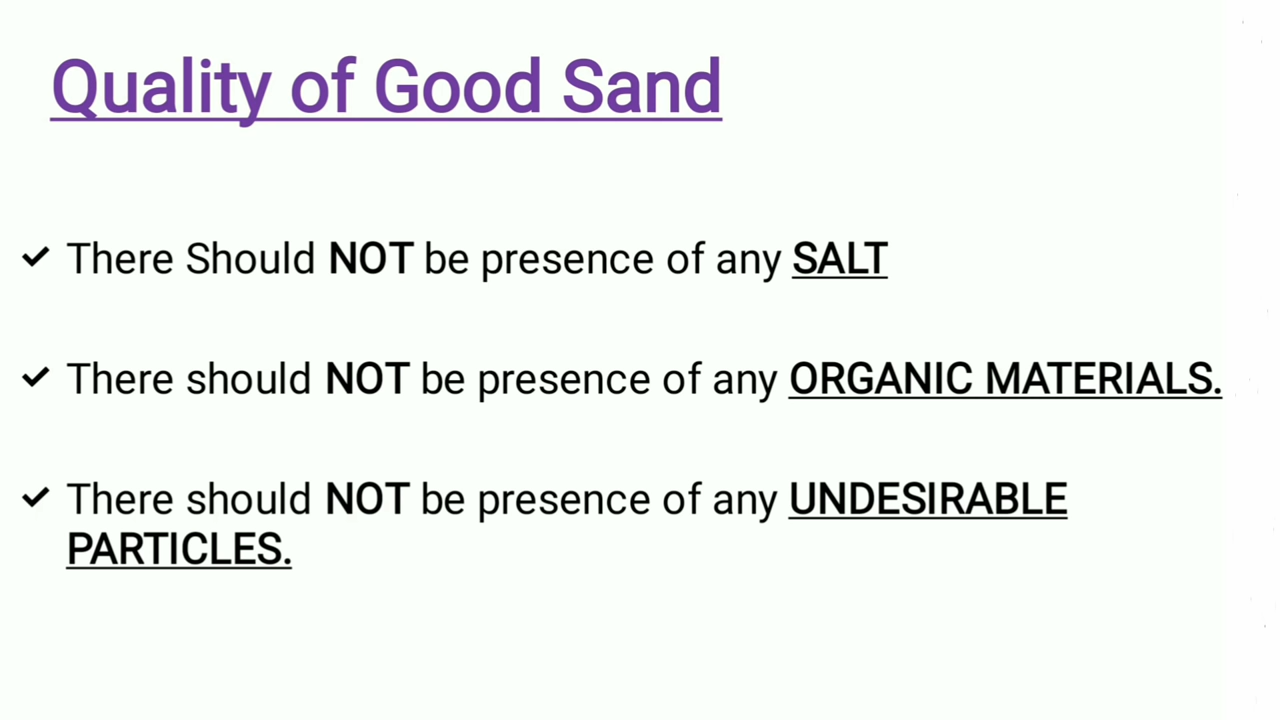 Quality of Good Sand
✓ There Should NOT be presence of any SALT
✓ There should NOT be presence of any ORGANIC MATERIALS.
✓ There should NOT be presence of any UNDESIRABLE
PARTICLES.